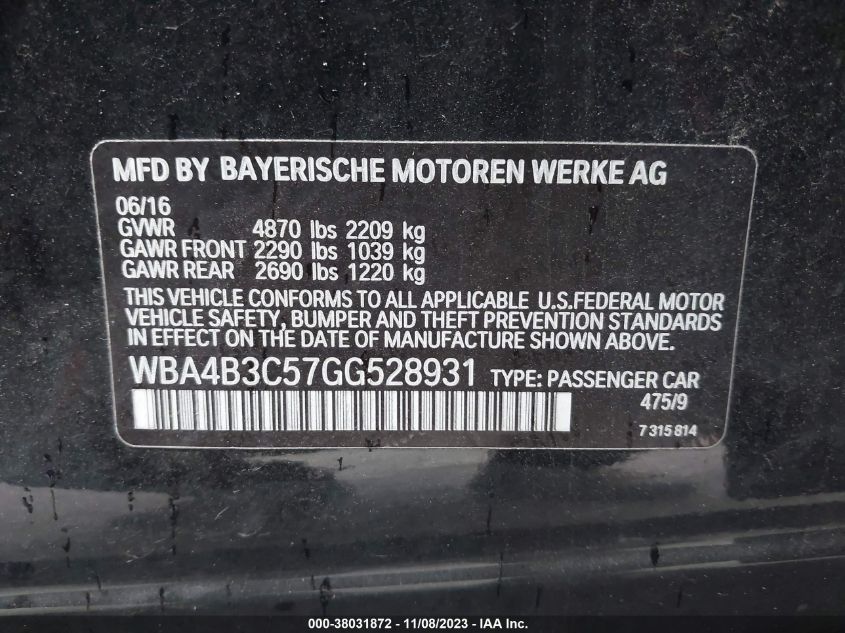 MFD BY BAYERISCHE MOTOREN WERKE AG
06/16
GVWR 4870 lbs 2209 kg
GAWR FRONT 2290 lbs 1039 kg
GAWR REAR 2690 lbs 1220 kg
THIS VEHICLE CONFORMS TO ALL APPLICABLE U.S.FEDERAL MOTOR
VEHICLE SAFETY, BUMPER AND THEFT PREVENTION STANDARDS
IN EFFECT ON THE DATE OF MANUFACTURE SHOWN ABOVE.
WBA4B3C57GG528931 TYPE: PASSENGER CAR
475/9
7 315 814
000-38031872 - 11/08/2023 - IAA Inc.